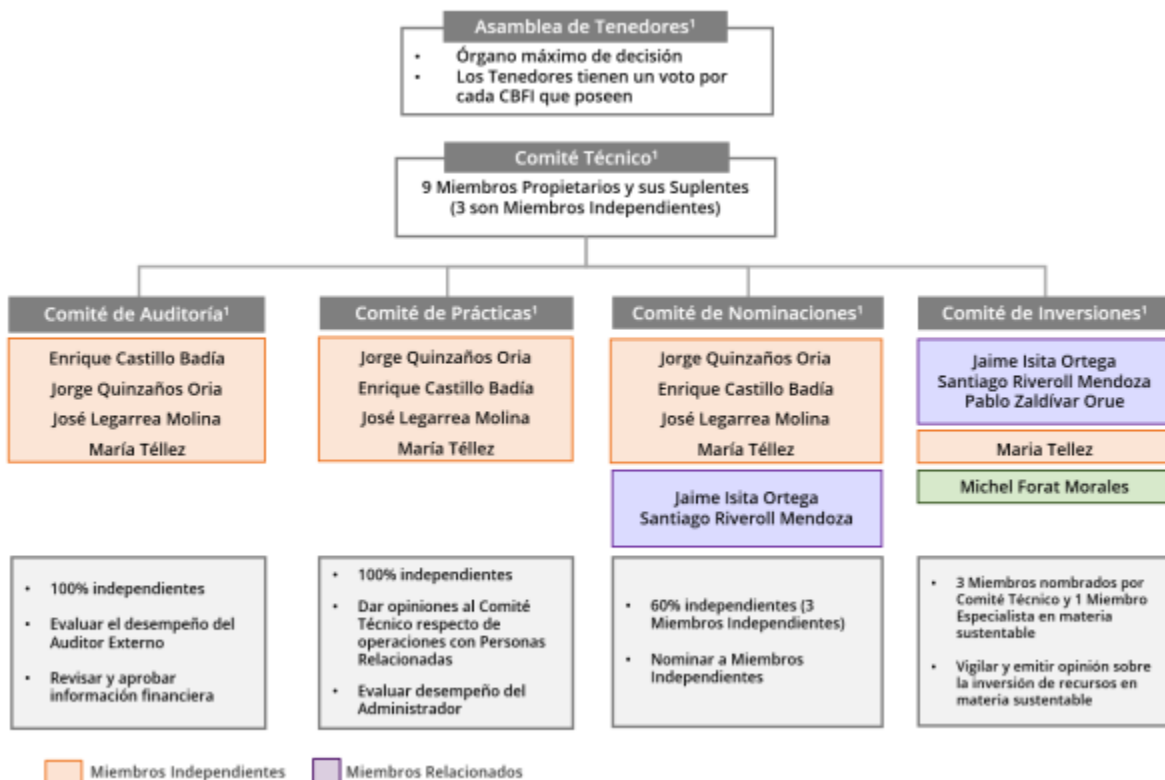 Asamblea de Tenedores¹
• Órgano máximo de decisión
• Los Tenedores tienen un voto por
cada CBFI que poseen
Comité Técnico¹
9 Miembros Propietarios y sus Suplentes
(3 son Miembros Independientes)
Comité de Auditoría¹
Enrique Castillo Badía
Jorge Quinzaños Oria
José Legarrea Molina
María Téllez
• 100% independientes
• Evaluar el desempeño del
Auditor Externo
• Revisar y aprobar
información financiera
Comité de Prácticas¹
Jorge Quinzaños Oria
Enrique Castillo Badía
José Legarrea Molina
María Téllez
• 100% independientes
• Dar opiniones al Comité
Técnico respecto de
operaciones con Personas
Relacionadas
• Evaluar desempeño del
Administrador
Comité de Nominaciones¹
Jorge Quinzaños Oria
Enrique Castillo Badía
José Legarrea Molina
María Téllez
Jaime Isita Ortega
Santiago Riveroll Mendoza
• 60% independientes (3
Miembros Independientes)
• Nominar a Miembros
Independientes
Comité de Inversiones¹
Jaime Isita Ortega
Santiago Riveroll Mendoza
Pablo Zaldívar Orue
Maria Tellez
Michel Forat Morales
• 3 Miembros nombrados por
Comité Técnico y 1 Miembro
Especialista en materia
sustentable
• Vigilar y emitir opinión sobre
la inversión de recursos en
materia sustentable
Miembros Independientes
Miembros Relacionados